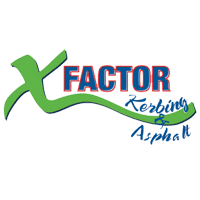 X FACTOR
Kerbing
&
Asphalt